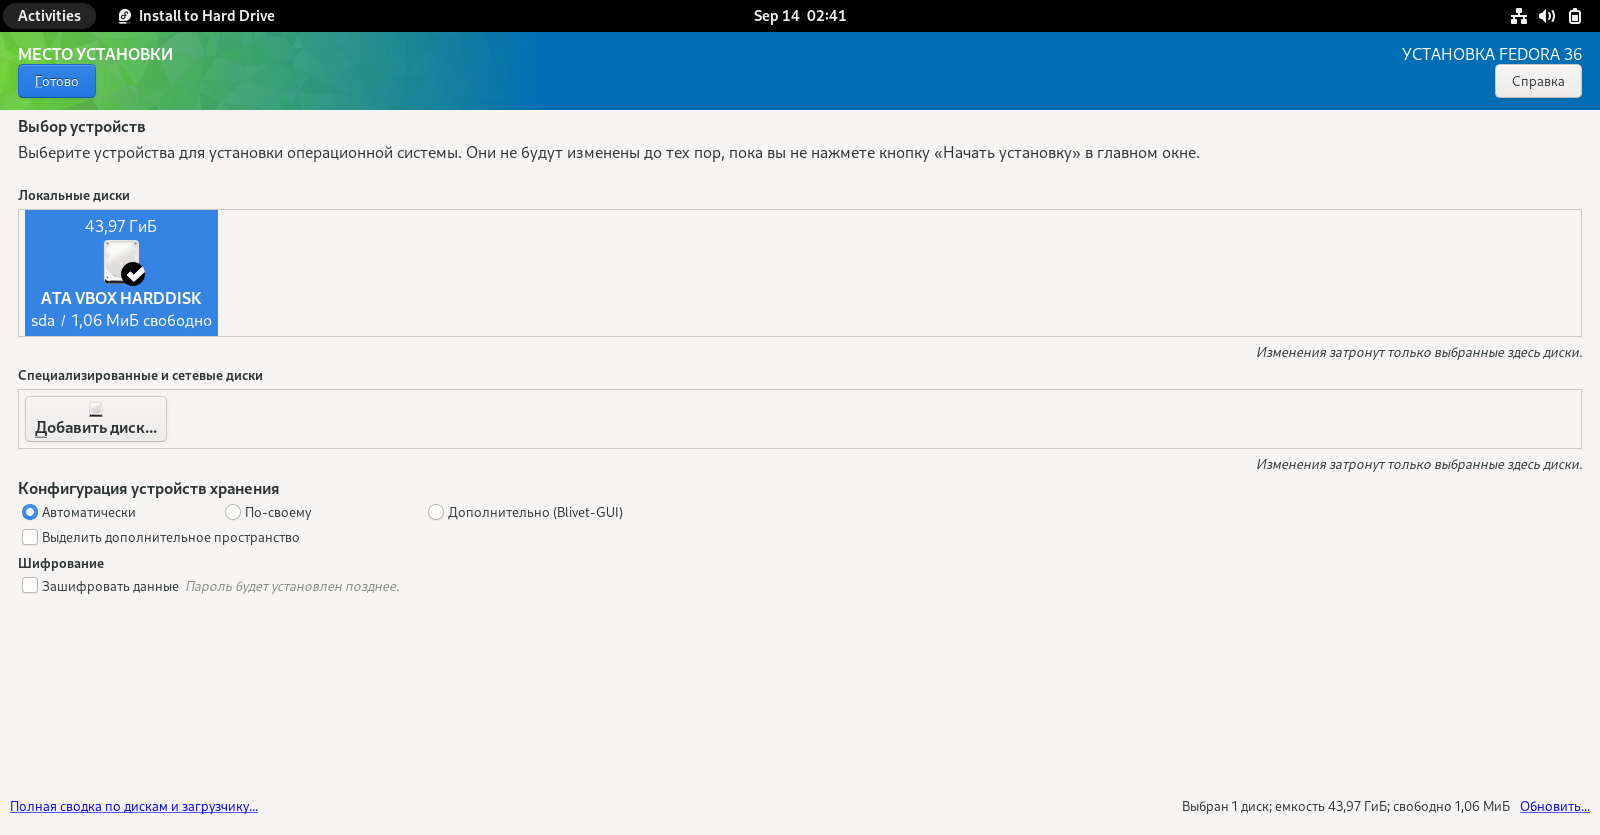 Activities Install to Hard Drive Sep 14 02:41
МЕСТО УСТАНОВКИ УСТАНОВКА FEDORA 36
Готово Справка
Выбор устройств
Выберите устройства для установки операционной системы. Они не будут изменены до тех пор, пока вы не нажмете кнопку «Начать установку» в главном окне.
Локальные диски
43,97 ГиБ
ATA VBOX HARDDISK
sda / 1,06 МиБ свободно
Изменения затронут только выбранные здесь диски.
Специализированные и сетевые диски
Добавить диск...
Изменения затронут только выбранные здесь диски.
Конфигурация устройств хранения
Автоматически По-своему Дополнительно (Blivet-GUI)
Выделить дополнительное пространство
Шифрование
Зашифровать данные Пароль будет установлен позднее.
Полная сводка по дискам и загрузчику... Выбран 1 диск; емкость 43,97 ГиБ; свободно 1,06 МиБ Обновить...